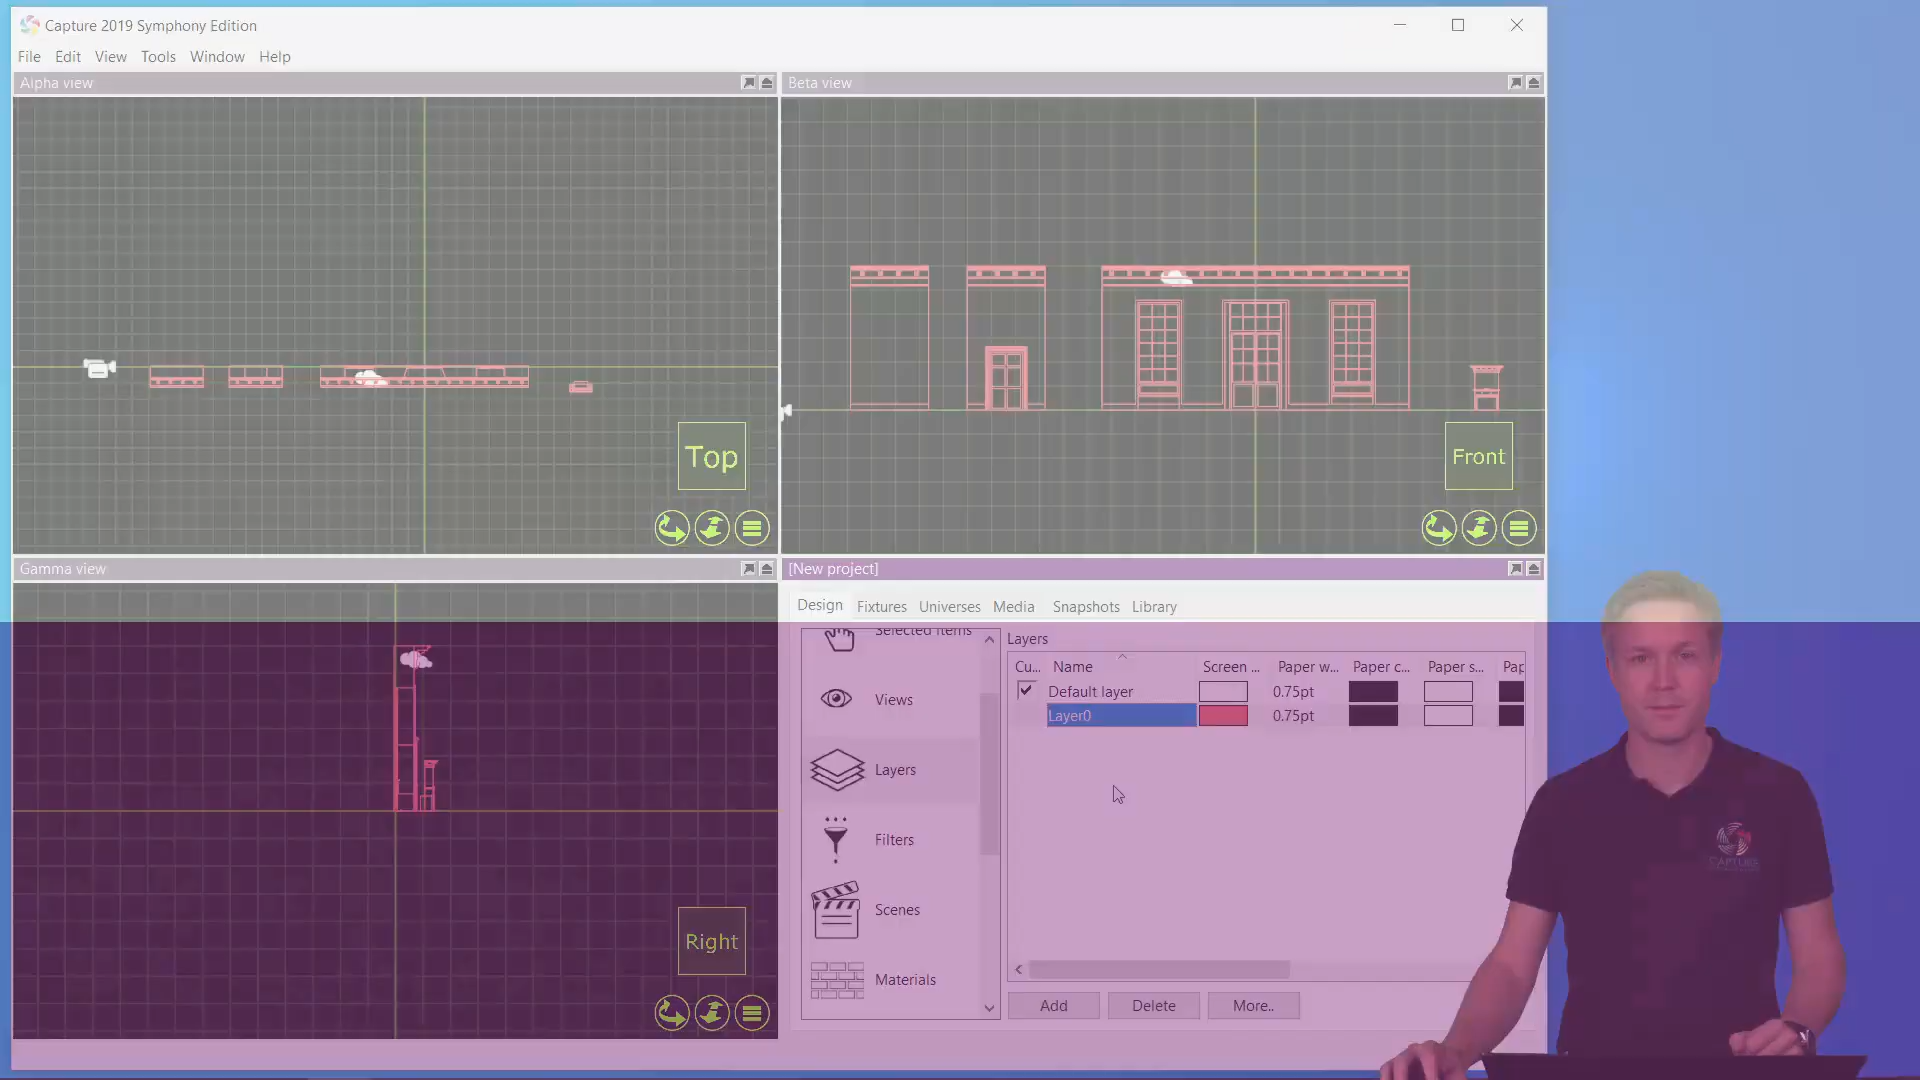 Capture 2019 Symphony Edition
File Edit View Tools Window Help
Alpha view
Beta view
Top
Front
Gamma view
[New project]
Design Fixtures Universes Media Snapshots Library
Selected items
Layers
Cu... Name Screen ... Paper w... Paper c... Paper s... Pap
Default layer 0.75pt
Layer0 0.75pt
Views
Layers
Filters
Scenes
Materials
Right
Add Delete More..
CAPTURE